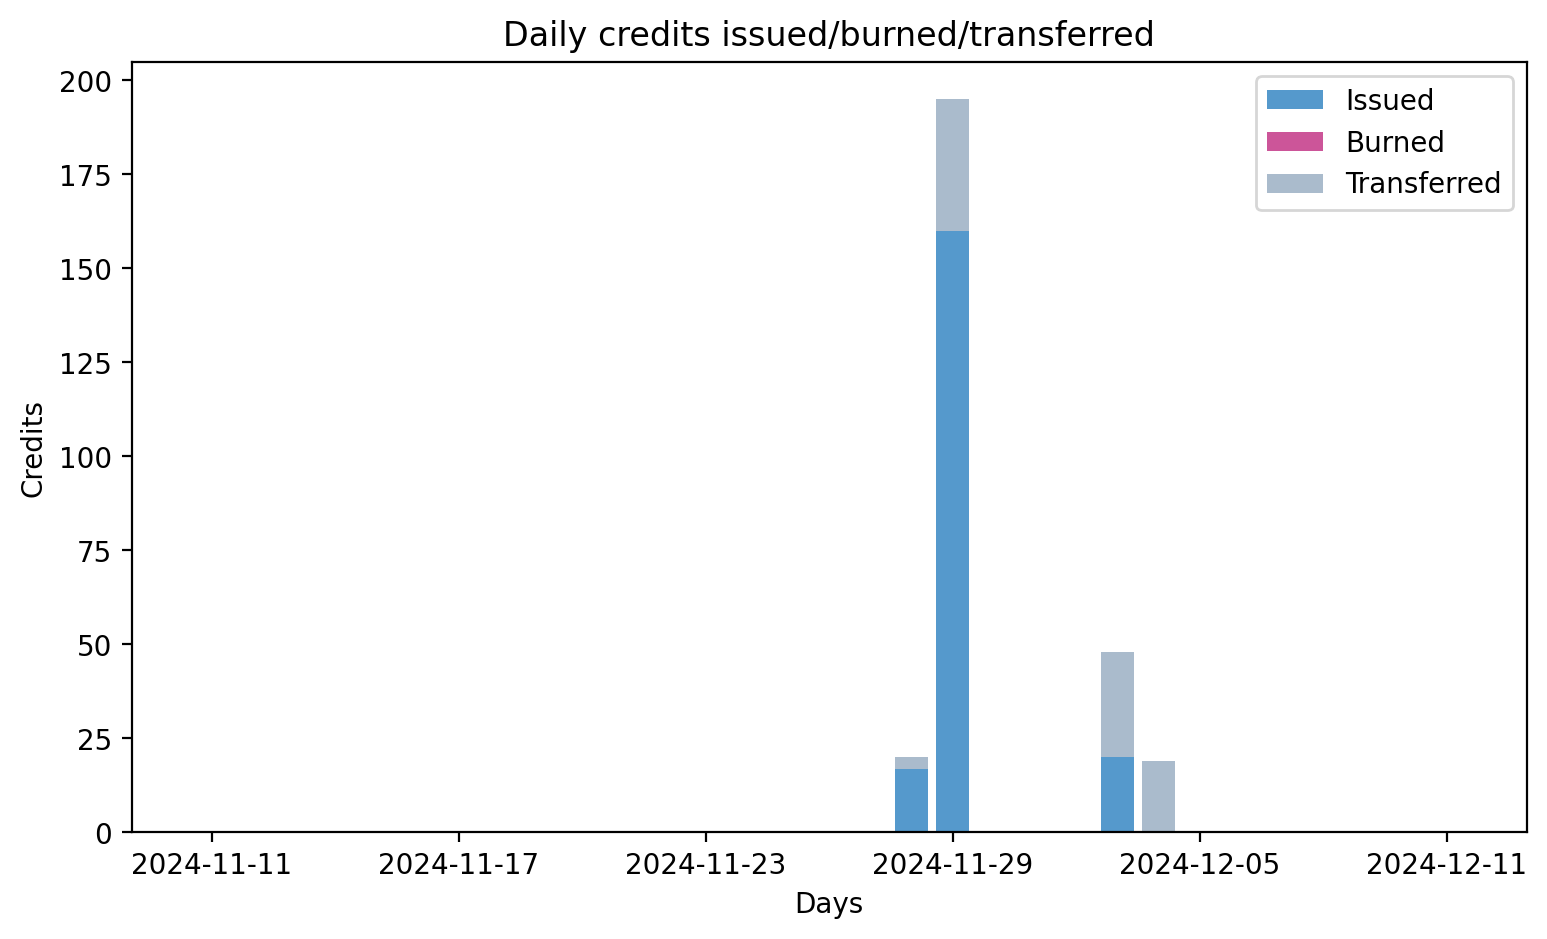 Daily credits issued/burned/transferred
Issued
Burned
Transferred
200
175
150
125
100
75
50
25
0
Credits
2024-11-11
2024-11-17
2024-11-23
2024-11-29
2024-12-05
2024-12-11
Days